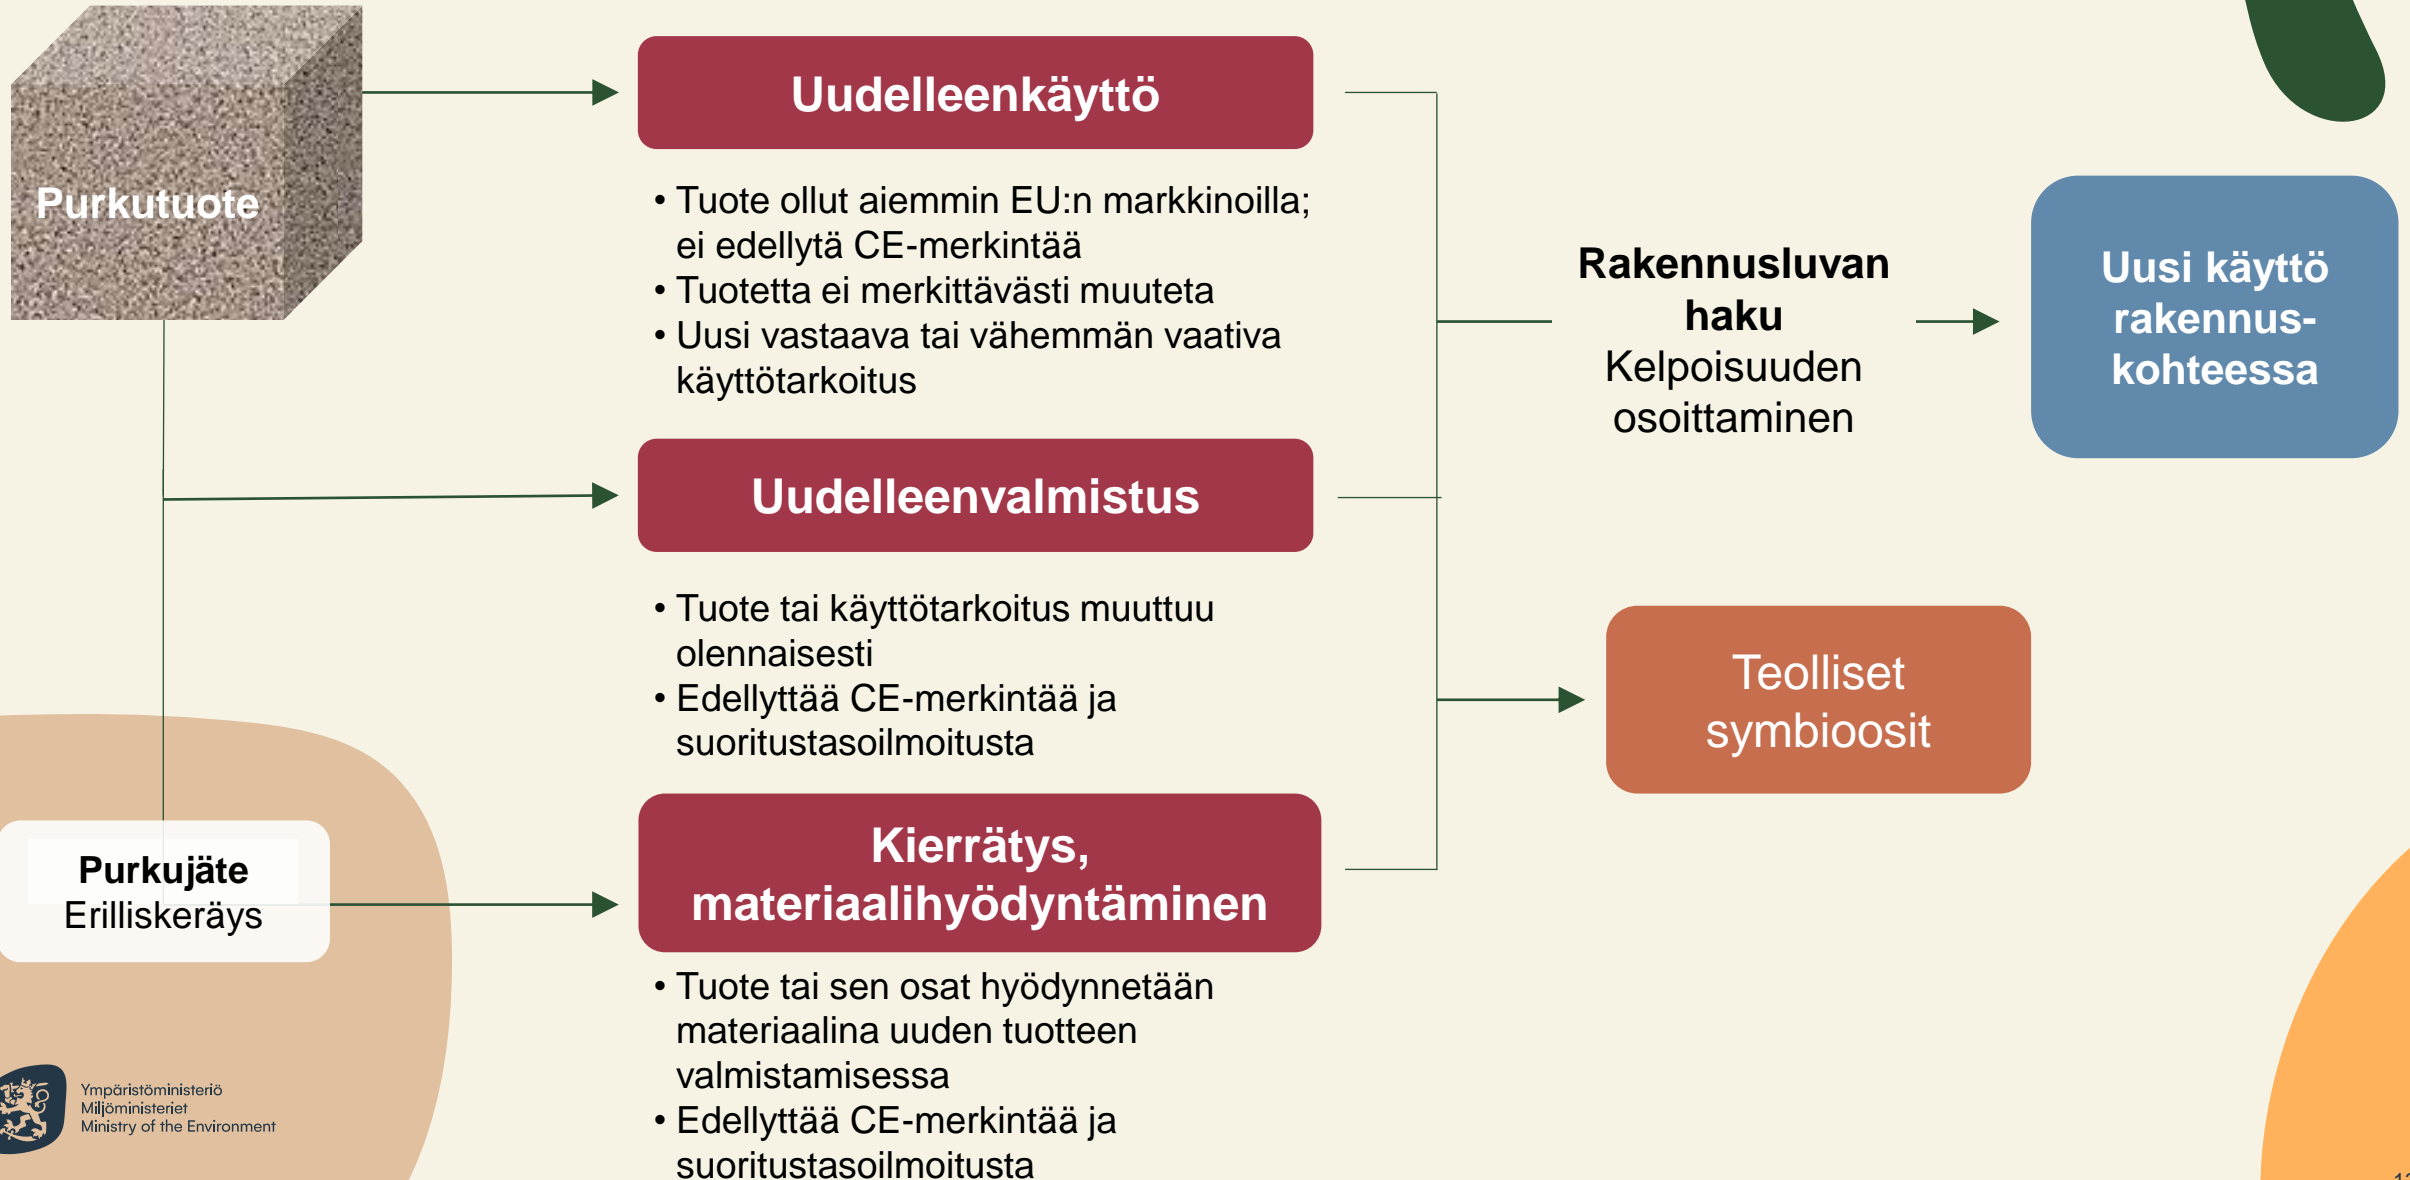 Purkutuote
Uudelleenkäyttö
• Tuote ollut aiemmin EU:n markkinoilla;
ei edellytä CE-merkintää
• Tuotetta ei merkittävästi muuteta
• Uusi vastaava tai vähemmän vaativa
käyttötarkoitus
Uudelleenvalmistus
• Tuote tai käyttötarkoitus muuttuu
olennaisesti
• Edellyttää CE-merkintää ja
suoritustasoilmoitusta
Purkujäte
Erilliskeräys
Kierrätys,
materiaalihyödyntäminen
• Tuote tai sen osat hyödynnetään
materiaalina uuden tuotteen
valmistamisessa
• Edellyttää CE-merkintää ja
suoritustasoilmoitusta
Rakennusluvan
haku
Kelpoisuuden
osoittaminen
Uusi käyttö
rakennus-
kohteessa
Teolliset
symbioosit
Ympäristöministeriö
Miljöministeriet
Ministry of the Environment